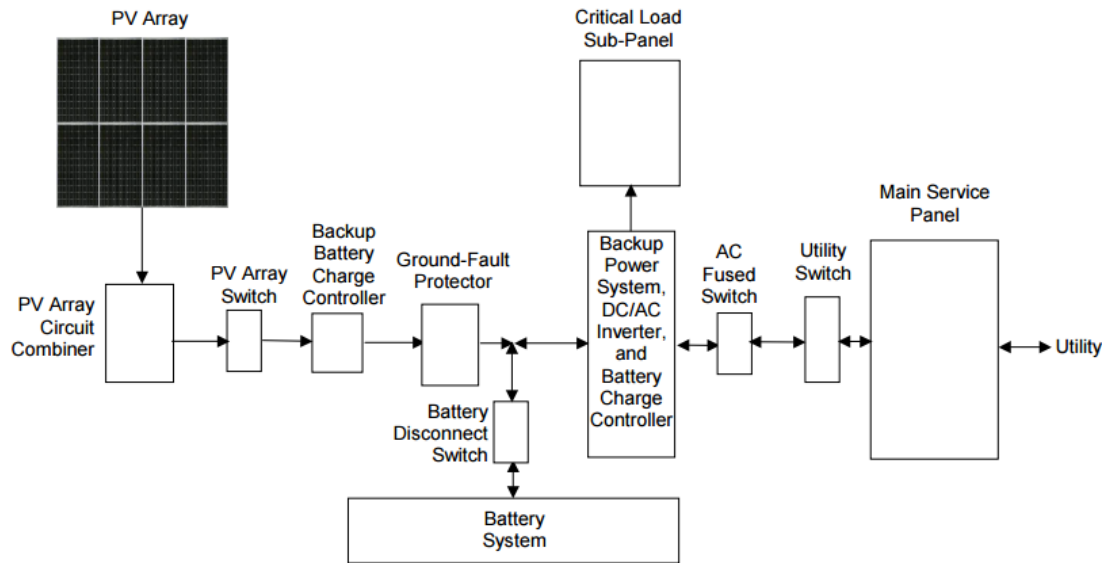 PV Array
Critical Load
Sub-Panel
Main Service
Panel
Backup
Battery
Charge
Controller
Ground-Fault
Protector
Backup
Power
System,
DC/AC
Inverter,
and
Battery
Charge
Controller
AC
Fused
Switch
Utility
Switch
PV Array
Switch
PV Array
Circuit
Combiner
Utility
Battery
Disconnect
Switch
Battery
System